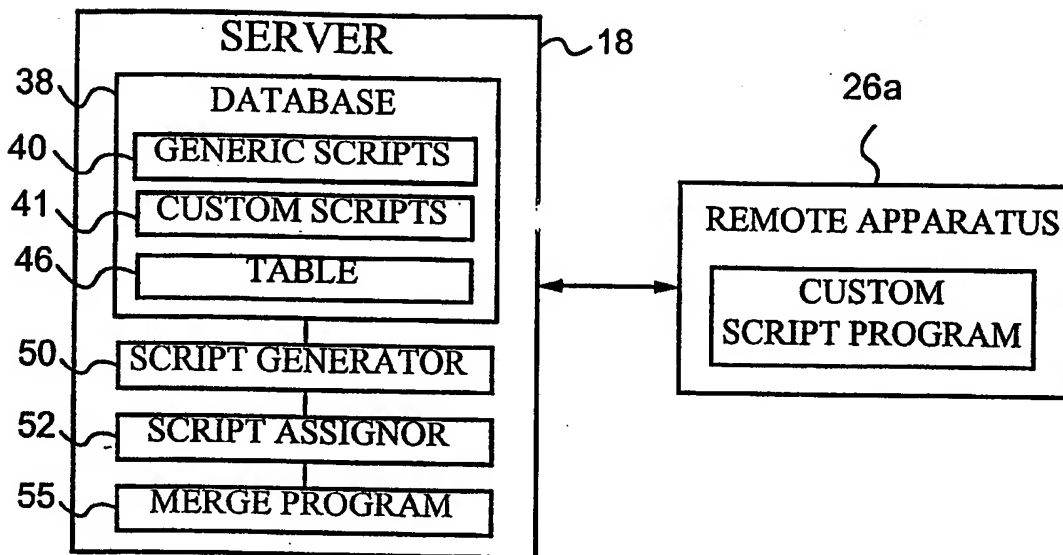 SERVER
18
38
DATABASE
26a
40
GENERIC SCRIPTS
41
CUSTOM SCRIPTS
REMOTE APPARATUS
46
TABLE
CUSTOM
SCRIPT PROGRAM
50
SCRIPT GENERATOR
52
SCRIPT ASSIGNOR
55
MERGE PROGRAM